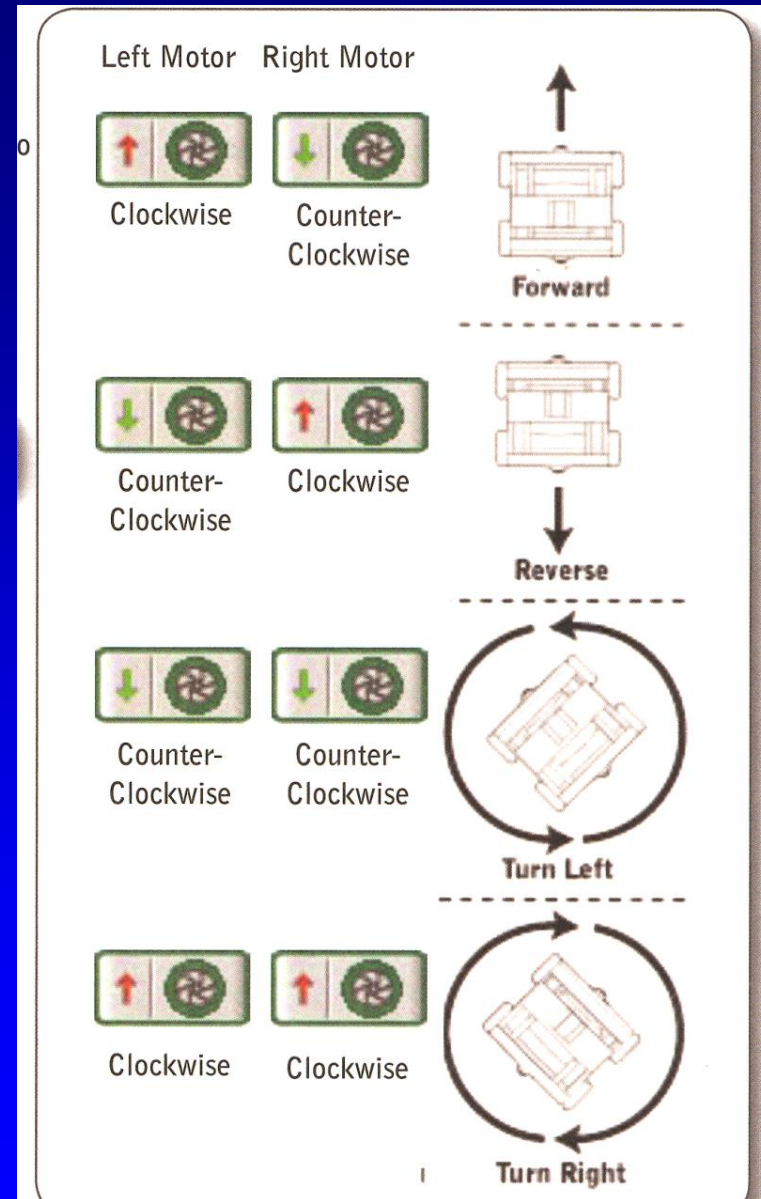 Left Motor Right Motor
o
Clockwise
Counter-
Clockwise
Forward
Counter-
Clockwise
Clockwise
Reverse
Counter-
Clockwise
Counter-
Clockwise
Turn Left
Clockwise
Clockwise
Turn Right